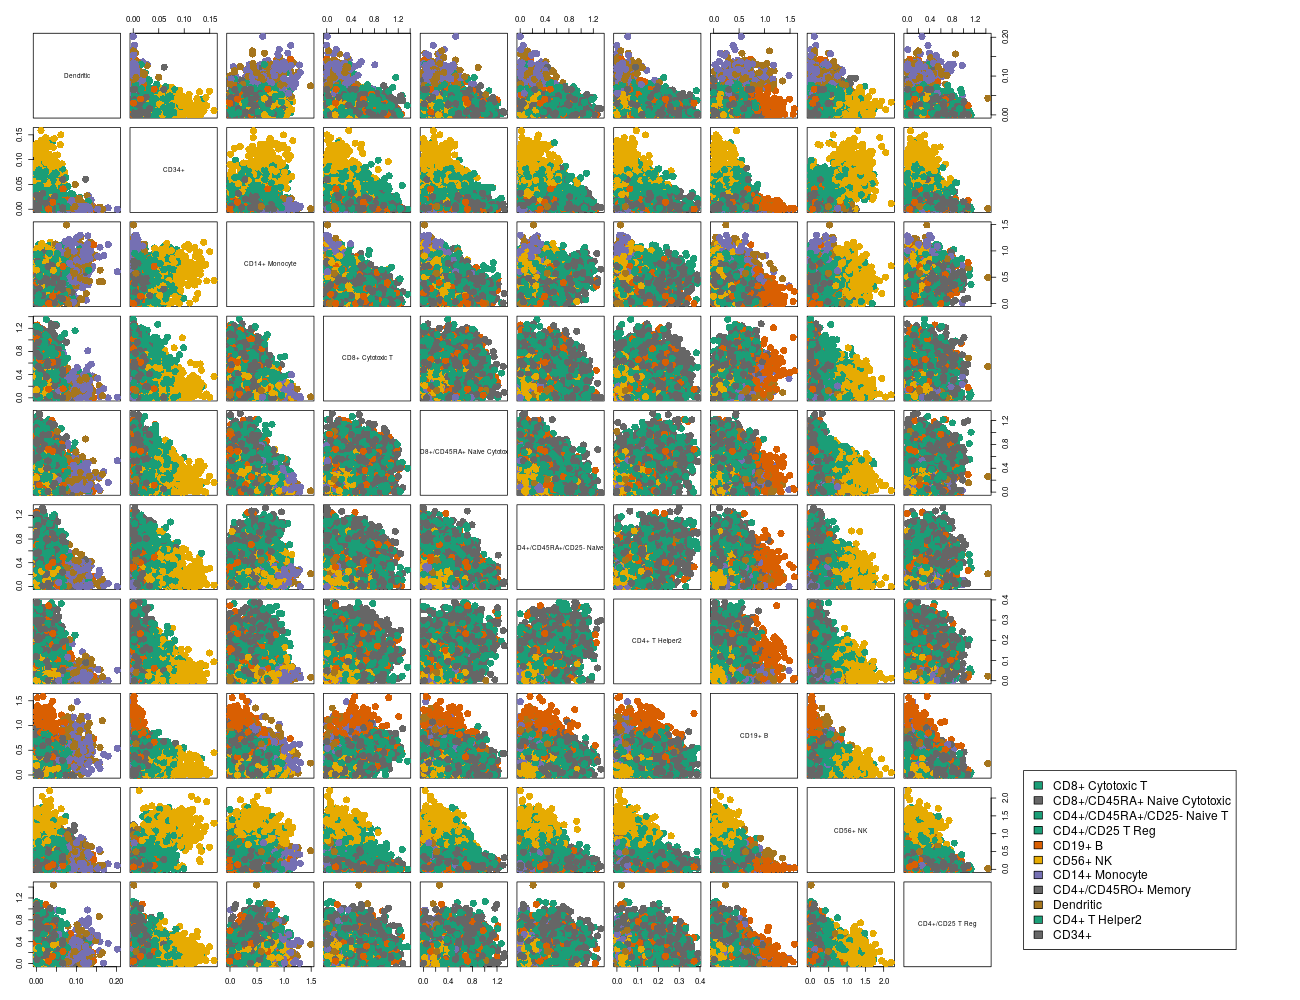 0.00 0.05 0.10 0.15
0.0 0.4 0.8 1.2
0.0 0.4 0.8 1.2
0.0 0.5 1.0 1.5
0.0 0.4 0.8 1.2
Dendritic
0.00 0.10 0.20
0.00 0.05 0.10 0.15
CD34+
CD14+ Monocyte
0.0 0.5 1.0 1.5
0.0 0.4 0.8 1.2
CD8+ Cytotoxic T
D8+/CD45RA+ Naive Cytoto
0.0 0.4 0.8 1.2
0.0 0.4 0.8 1.2
D4+/CD45RA+/CD25- Naive
CD4+ T Helper2
0.0 0.1 0.2 0.3 0.4
0.0 0.5 1.0 1.5
CD19+ B
CD56+ NK
0.0 0.5 1.0 1.5 2.0
0.0 0.4 0.8 1.2
CD4+/CD25 T Reg
0.00 0.10 0.20
0.0 0.5 1.0 1.5
0.0 0.4 0.8 1.2
0.0 0.1 0.2 0.3 0.4
0.0 0.5 1.0 1.5 2.0
CD8+ Cytotoxic T
CD8+/CD45RA+ Naive Cytotoxic
CD4+/CD45RA+/CD25- Naive T
CD4+/CD25 T Reg
CD19+ B
CD56+ NK
CD14+ Monocyte
CD4+/CD45RO+ Memory
Dendritic
CD4+ T Helper2
CD34+